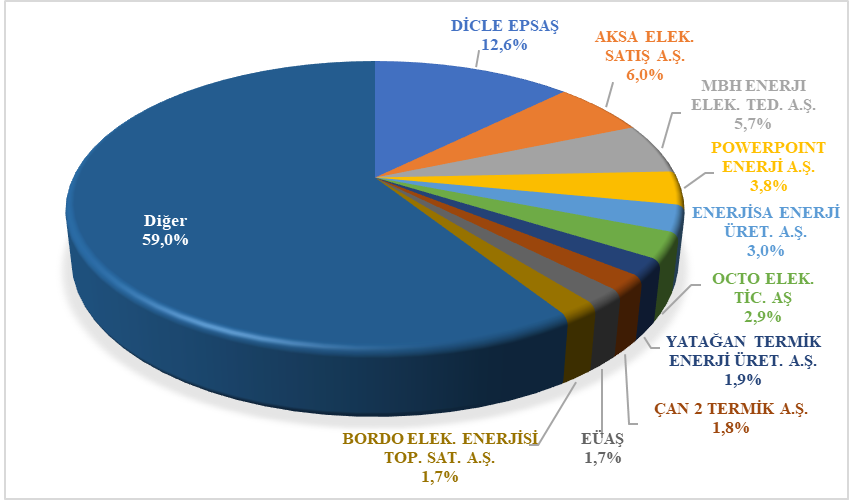 DİCLE EPSAŞ
12,6%
AKSA ELEK.
SATIŞ A.Ş.
6,0%
MBH ENERJI
ELEK. TED. A.Ş.
5,7%
POWERPOINT
ENERJİ A.Ş.
3,8%
ENERJİSA ENERJİ
ÜRET. A.Ş.
3,0%
OCTO ELEK.
TİC. AŞ
2,9%
YATAĞAN TERMİK
ENERJİ ÜRET. A.Ş.
1,9%
ÇAN 2 TERMİK A.Ş.
1,8%
EÜAŞ
1,7%
BORDO ELEK. ENERJİSİ
TOP. SAT. A.Ş.
1,7%
Diğer
59,0%